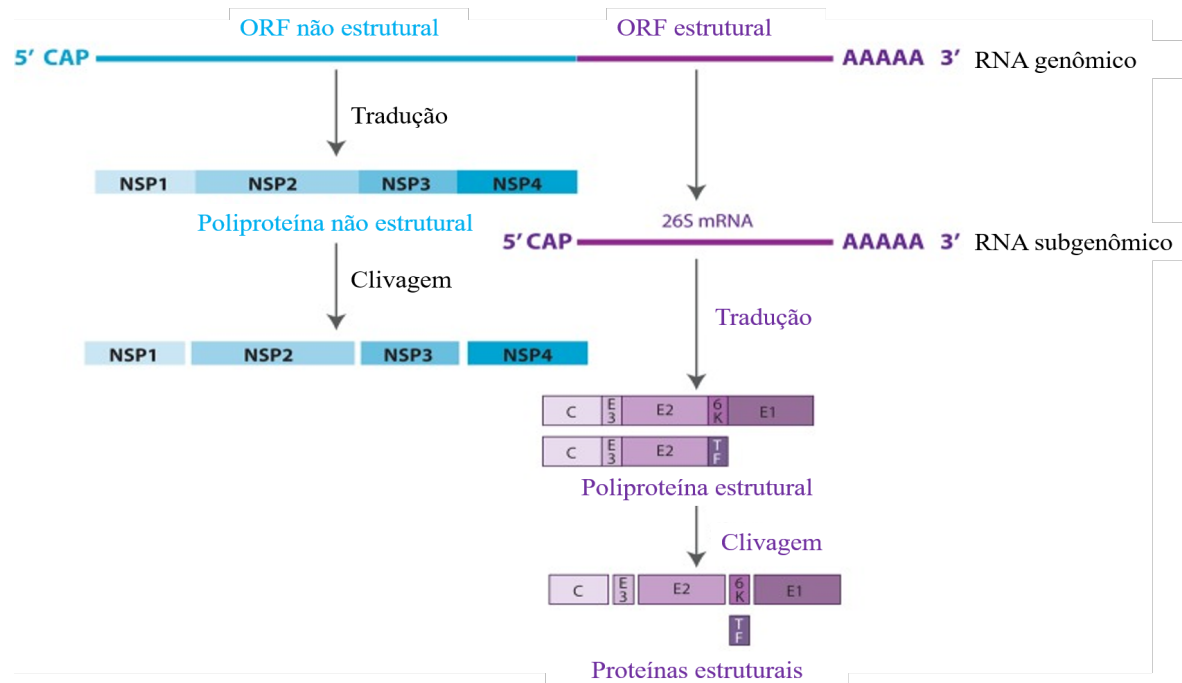 ORF não estrutural ORF estrutural
5' CAP AAAAA 3' RNA genômico
Tradução
NSP1 NSP2 NSP3 NSP4
Poliproteína não estrutural
26S mRNA
5' CAP AAAAA 3' RNA subgenômico
Clivagem
Tradução
NSP1 NSP2 NSP3 NSP4
C E3 E2 6K E1
C E3 E2 TF
Poliproteína estrutural
Clivagem
C E3 E2 6K E1
TF
Proteínas estruturais